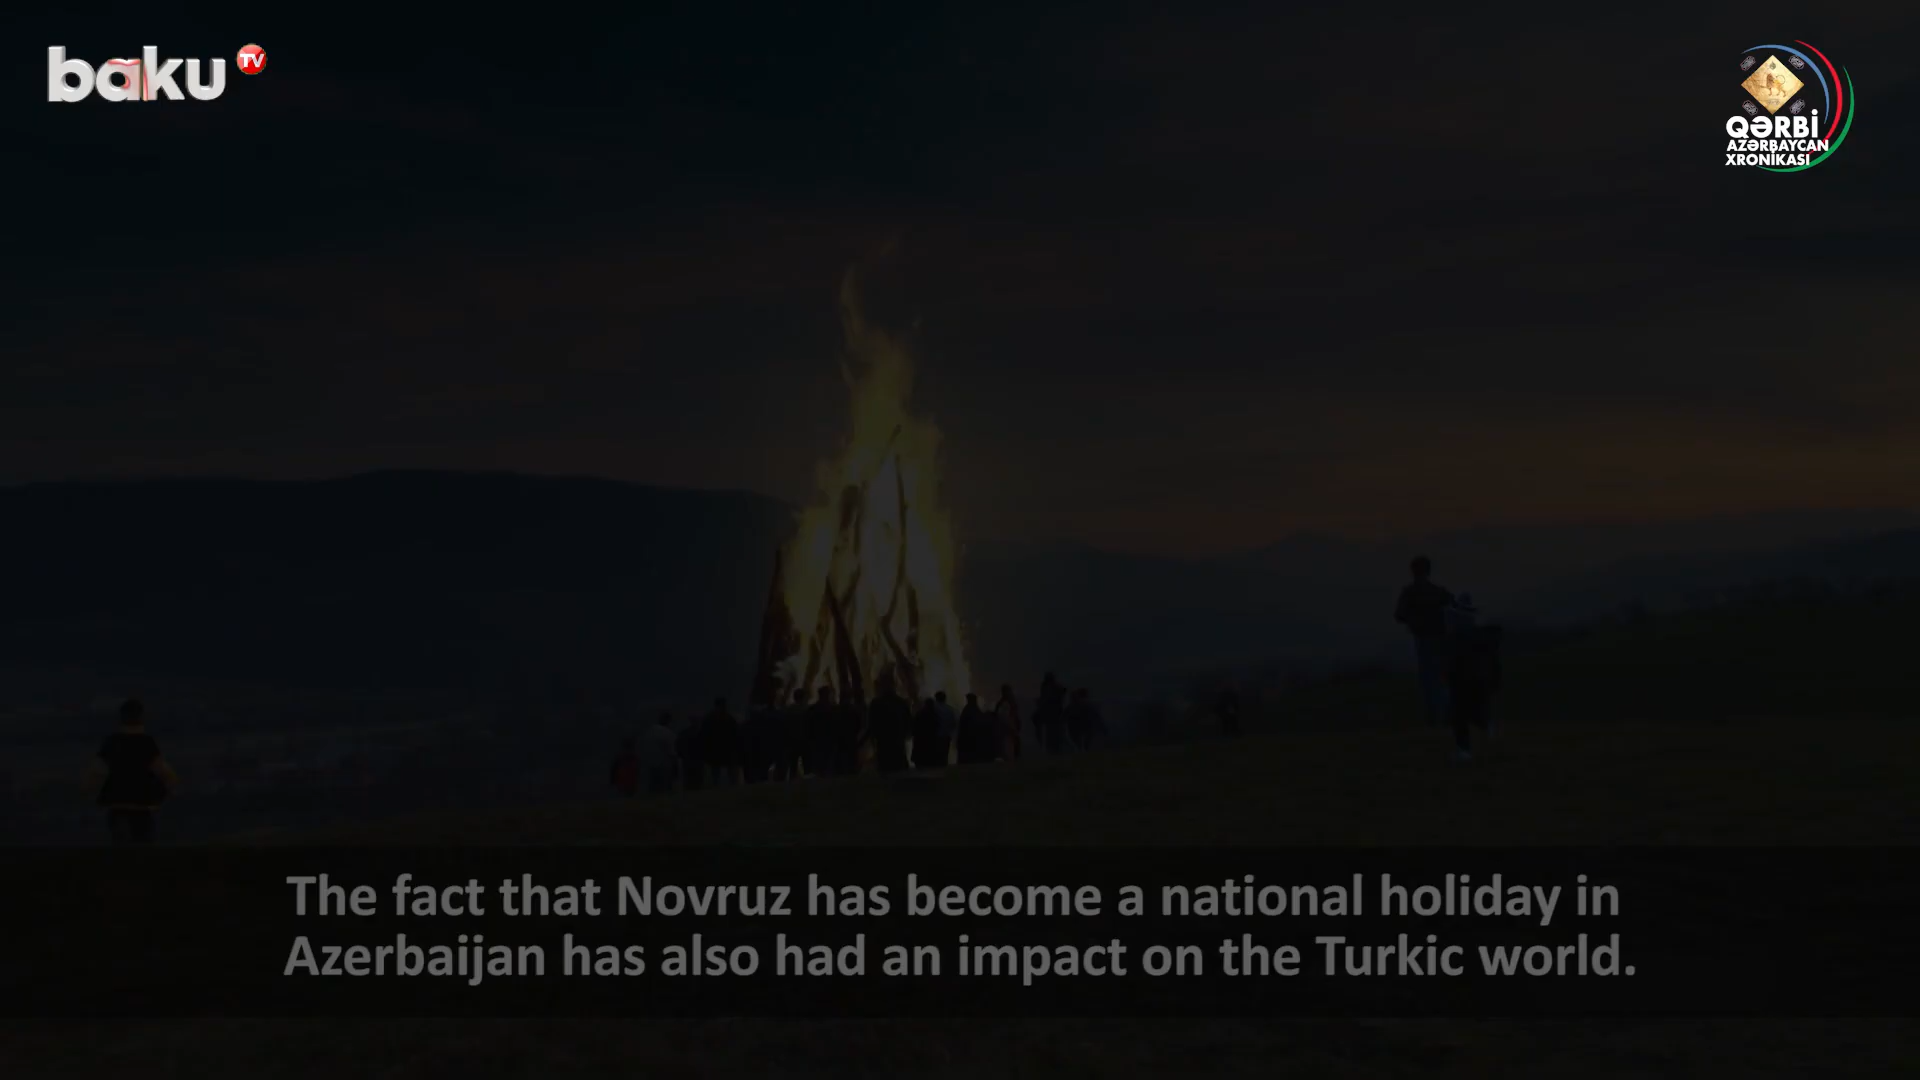 baku TV
QƏRBİ
AZƏRBAYCAN
XRONİKASI
The fact that Novruz has become a national holiday in
Azerbaijan has also had an impact on the Turkic world.